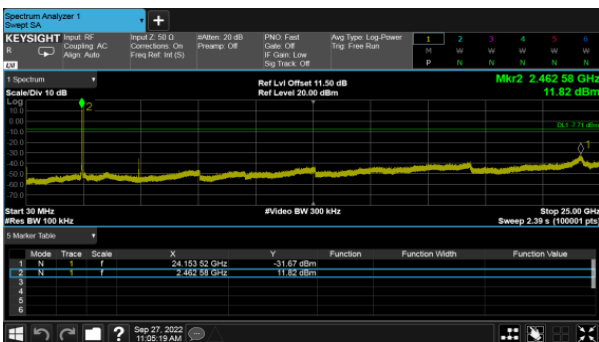 Spectrum Analyzer 1
Swept SA
+
KEYSIGHT Input: RF Input Z: 50 Ω #Atten: 20 dB PNO: Fast Avg Type: Log-Power 1 2 3 4 5 6
R Coupling: AC Corrections: On Preamp: Off Gate: Off Trig: Free Run M W W W W W
Align: Auto Freq Ref: Int (S) IF Gain: Low P N N N N N
Sig Track: Off
LXI
1 Spectrum Ref Lvl Offset 11.50 dB Mkr2 2.462 58 GHz
Scale/Div 10 dB Ref Level 20.00 dBm 11.82 dBm
Log
10.0
0.00
-10.0
-20.0
-30.0
-40.0
-50.0
-60.0
-70.0
2
DL1 -7.71 dBm
1
Start 30 MHz #Video BW 300 kHz Stop 25.00 GHz
#Res BW 100 kHz Sweep 2.39 s (100001 pts)
5 Marker Table
Mode Trace Scale X Y Function Function Width Function Value
1 N 1 f 24.153 52 GHz -31.67 dBm
2 N 1 f 2.462 58 GHz 11.82 dBm
3
4
5
6
? Sep 27, 2022
11:05:19 AM